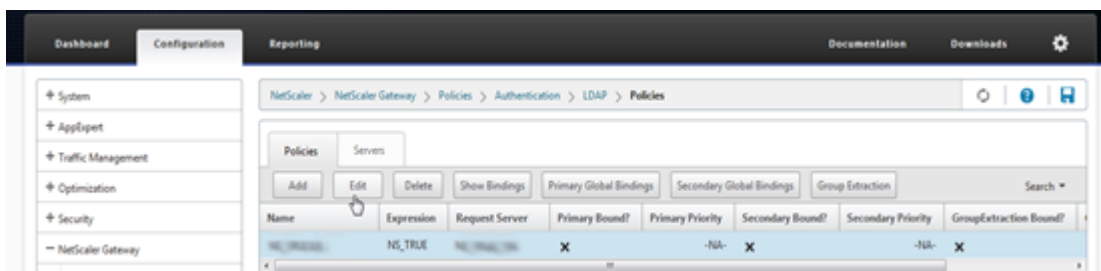 Dashboard Configuration Reporting Documentation Downloads
+ System
NetScaler > NetScaler Gateway > Policies > Authentication > LDAP > Policies
+ AppExpert
+ Traffic Management
Policies Servers
+ Optimization
Add Edit Delete Show Bindings Primary Global Bindings Secondary Global Bindings Group Extraction Search
+ Security
Name Expression Request Server Primary Bound? Primary Priority Secondary Bound? Secondary Priority GroupExtraction Bound?
− NetScaler Gateway
NS_TRUE ✕ -NA- ✕ -NA- ✕